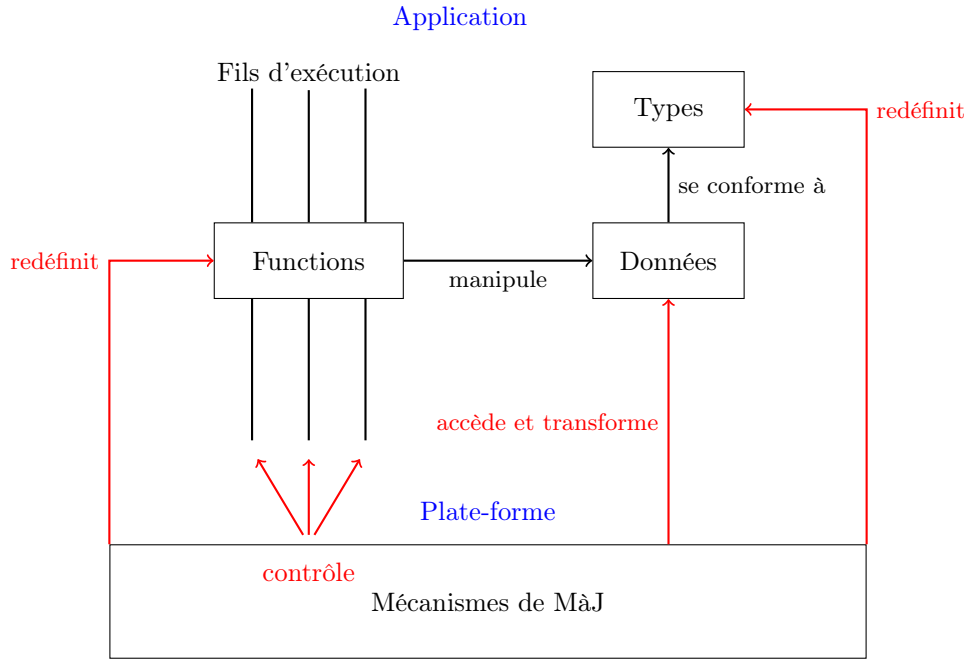 Application
Fils d'exécution
Types
redéfinit
se conforme à
redéfinit
Functions
manipule
Données
accède et transforme
Plate-forme
contrôle
Mécanismes de MàJ